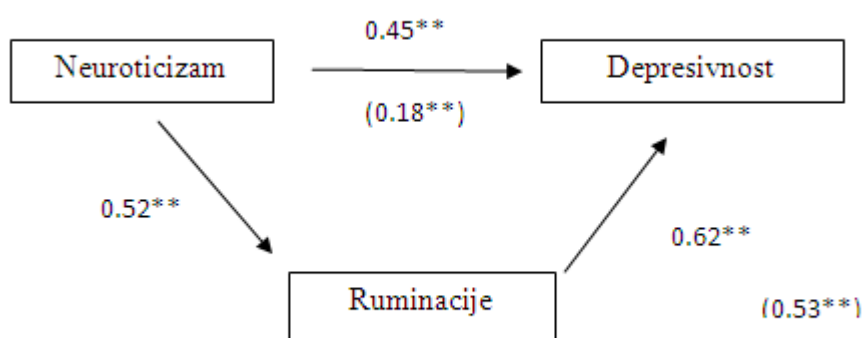 0.45**
Neuroticizam
Depresivnost
(0.18**)
0.52**
0.62**
Ruminacije
(0.53**)